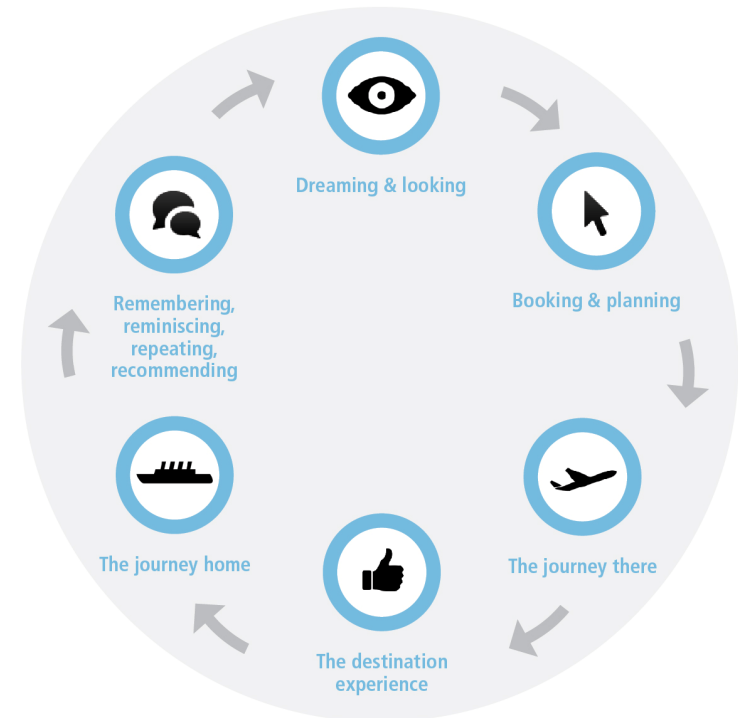 Dreaming & looking
Booking & planning
The journey there
The destination
experience
The journey home
Remembering,
reminiscing,
repeating,
recommending